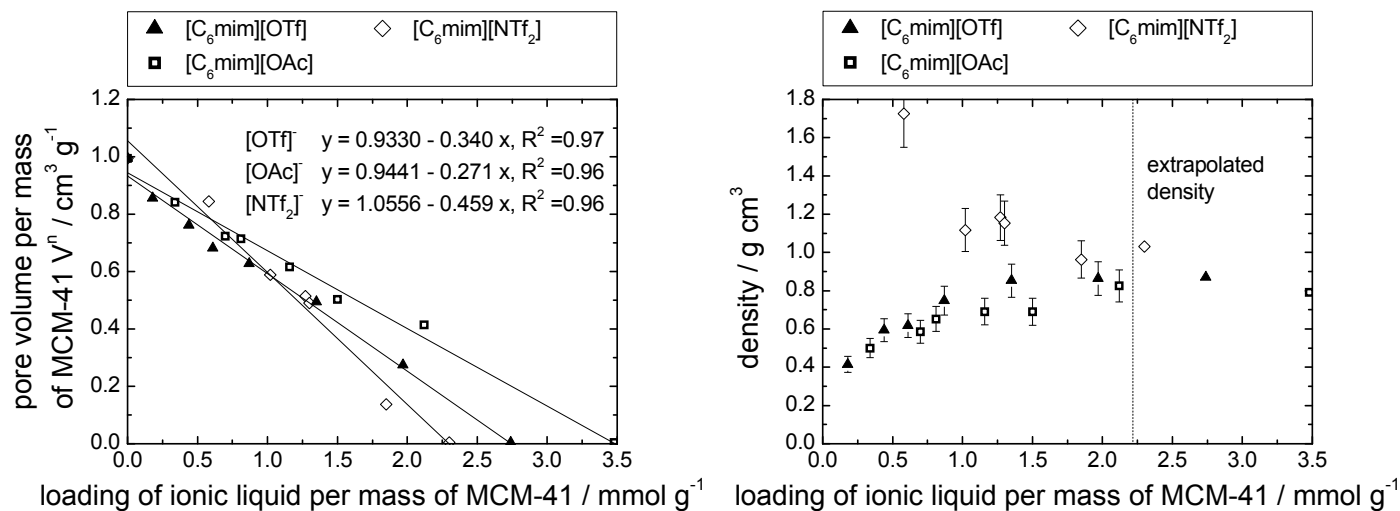 [C₆mim][OTf] [C₆mim][NTf₂]
[C₆mim][OAc]
1.2
1.0
0.8
0.6
0.4
0.2
0.0
pore volume per mass
of MCM-41 Vⁿ / cm³ g⁻¹
[OTf]⁻ y = 0.9330 - 0.340 x, R² =0.97
[OAc]⁻ y = 0.9441 - 0.271 x, R² =0.96
[NTf₂]⁻ y = 1.0556 - 0.459 x, R² =0.96
0.0 0.5 1.0 1.5 2.0 2.5 3.0 3.5
loading of ionic liquid per mass of MCM-41 / mmol g⁻¹
[C₆mim][OTf] [C₆mim][NTf₂]
[C₆mim][OAc]
1.8
1.6
1.4
1.2
1.0
0.8
0.6
0.4
0.2
0.0
density / g cm³
extrapolated
density
0.0 0.5 1.0 1.5 2.0 2.5 3.0 3.5
loading of ionic liquid per mass of MCM-41 / mmol g⁻¹